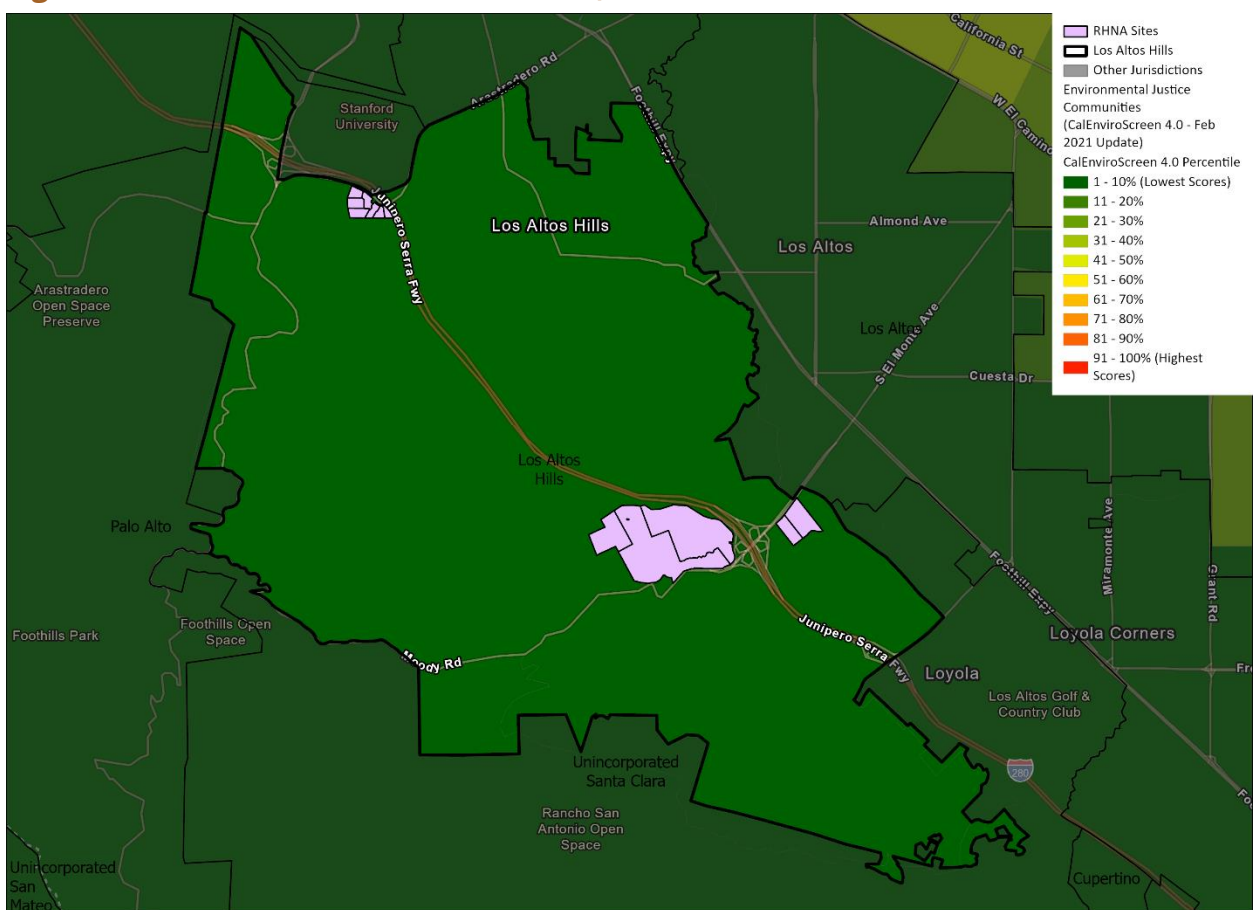 California St
W El Camino
RHNA Sites
Los Altos Hills
Other Jurisdictions
Environmental Justice
Communities
(CalEnviroScreen 4.0 - Feb
2021 Update)
CalEnviroScreen 4.0 Percentile
1 - 10% (Lowest Scores)
11 - 20%
21 - 30%
31 - 40%
41 - 50%
51 - 60%
61 - 70%
71 - 80%
81 - 90%
91 - 100% (Highest
Scores)
Arastradero Rd
Foothill Expy
Stanford
University
Junipero Serra Fwy
Los Altos Hills
Los Altos
Almond Ave
Arastradero
Open Space
Preserve
Los Altos
S El Monte Ave
Cuesta Dr
Los Altos
Hills
Palo Alto
Foothill Expy
Miramonte Ave
Grant Rd
Foothills Park
Foothills Open
Space
Moody Rd
Junipero Serra Fwy
Loyola Corners
Loyola
Los Altos Golf &
Country Club
Unincorporated
Santa Clara
280
Rancho San
Antonio Open
Space
Unincorporated
San
Mateo
Cupertino